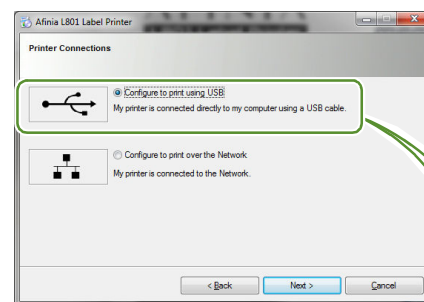 Afinia L801 Label Printer
Printer Connections
Configure to print using USB
My printer is connected directly to my computer using a USB cable.
Configure to print over the Network
My printer is connected to the Network.
< Back
Next >
Cancel